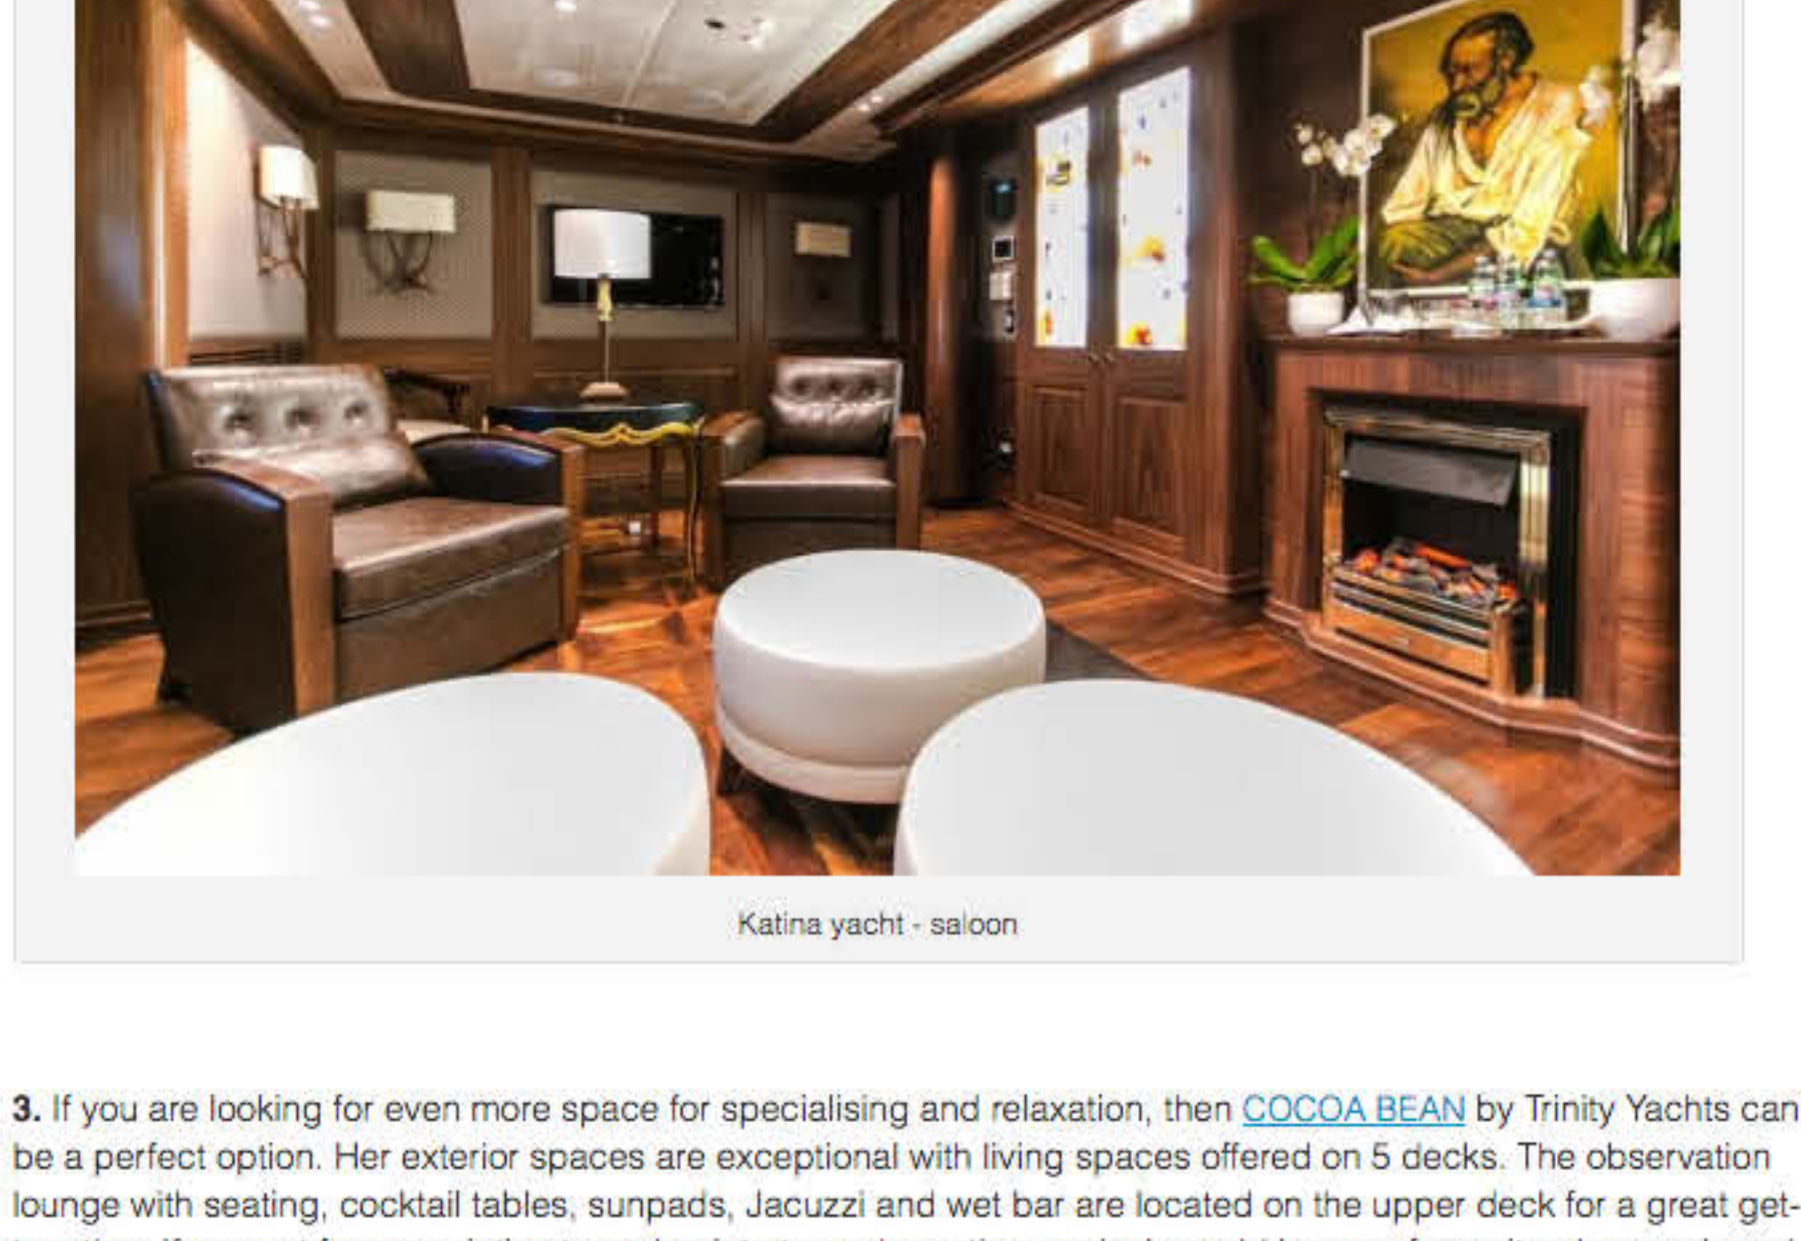 Katina yacht - saloon
3. If you are looking for even more space for specialising and relaxation, then COCOA BEAN by Trinity Yachts can
be a perfect option. Her exterior spaces are exceptional with living spaces offered on 5 decks. The observation
lounge with seating, cocktail tables, sunpads, Jacuzzi and wet bar are located on the upper deck for a great get-